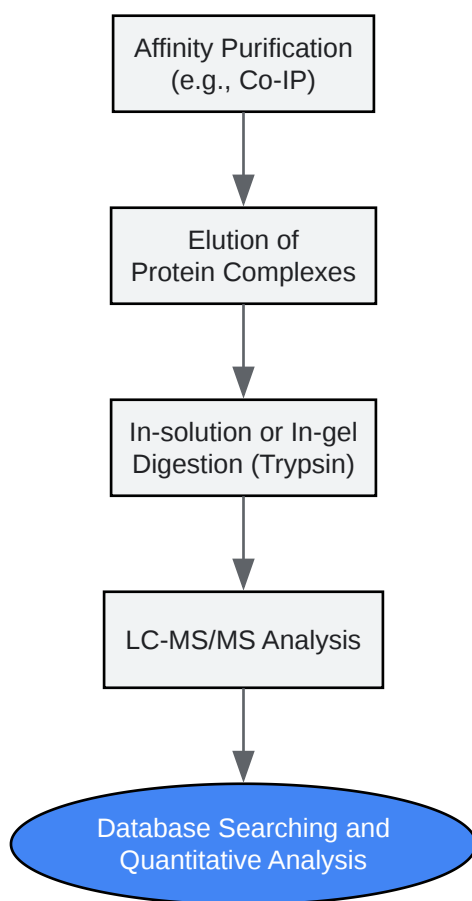 Affinity Purification
(e.g., Co-IP)
Elution of
Protein Complexes
In-solution or In-gel
Digestion (Trypsin)
LC-MS/MS Analysis
Database Searching and
Quantitative Analysis